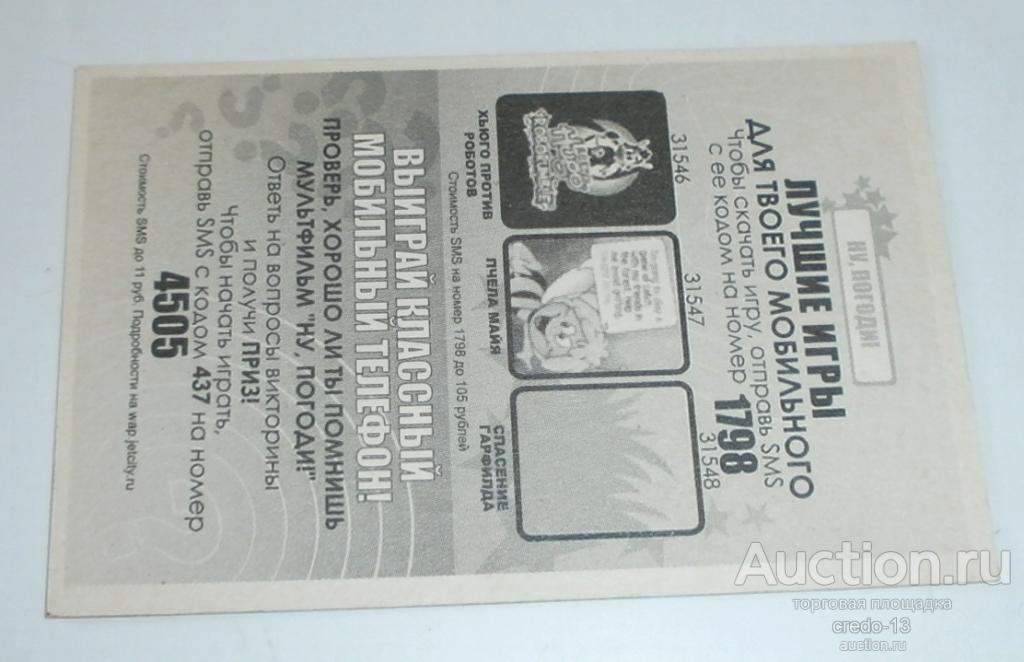 НУ, ПОГОДИ!
ЛУЧШИЕ ИГРЫ
ДЛЯ ТВОЕГО МОБИЛЬНОГО
Чтобы скачать игру, отправь SMS
с ее кодом на номер 1798
31546
31547
31548
ХЬЮГО ПРОТИВ
РОБОТОВ
ПЧЕЛА МАЙЯ
СПАСЕНИЕ
ГАРФИЛДА
Стоимость SMS на номер 1798 до 105 рублей
ВЫИГРАЙ КЛАССНЫЙ
МОБИЛЬНЫЙ ТЕЛЕФОН!
ПРОВЕРЬ, ХОРОШО ЛИ ТЫ ПОМНИШЬ
МУЛЬТФИЛЬМ "НУ, ПОГОДИ!"
Ответь на вопросы викторины
и получи ПРИЗ!
Чтобы начать играть,
отправь SMS с кодом 437 на номер
4505
Стоимость SMS до 11 руб. Подробности на wap.jetcity.ru
Auction.ru
торговая площадка
credo-13
auction.ru